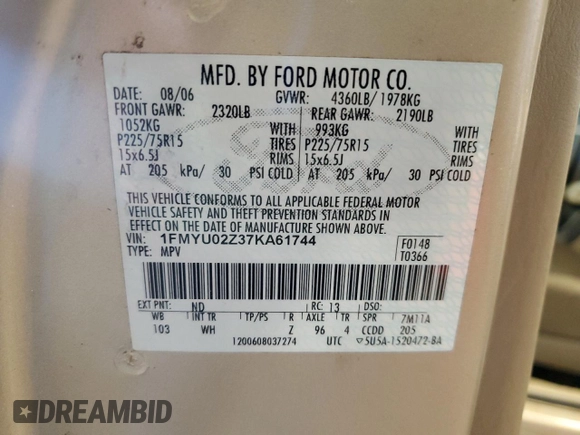 MFD. BY FORD MOTOR CO.
DATE: 08/06 GVWR: 4360LB/ 1978KG
FRONT GAWR: 2320LB REAR GAWR: 2190LB
1052KG WITH 993KG WITH
P225/75R15 TIRES P225/75R15 TIRES
15x6.5J RIMS 15x6.5J RIMS
AT 205 kPa/ 30 PSI COLD AT 205 kPa/ 30 PSI COLD
THIS VEHICLE CONFORMS TO ALL APPLICABLE FEDERAL MOTOR
VEHICLE SAFETY AND THEFT PREVENTION STANDARDS IN
EFFECT ON THE DATE OF MANUFACTURE SHOWN ABOVE.
VIN: 1FMYU02Z37KA61744 F0148
TYPE: MPV T0366
EXT PNT: ND RC: 13 DSO:
WB INT TR TP/PS R AXLE TR SPR 7M11A
103 WH Z 96 4 CCDD 205
1200608037274 UTC 5U5A-1520472-BA
Ford
DREAMBID